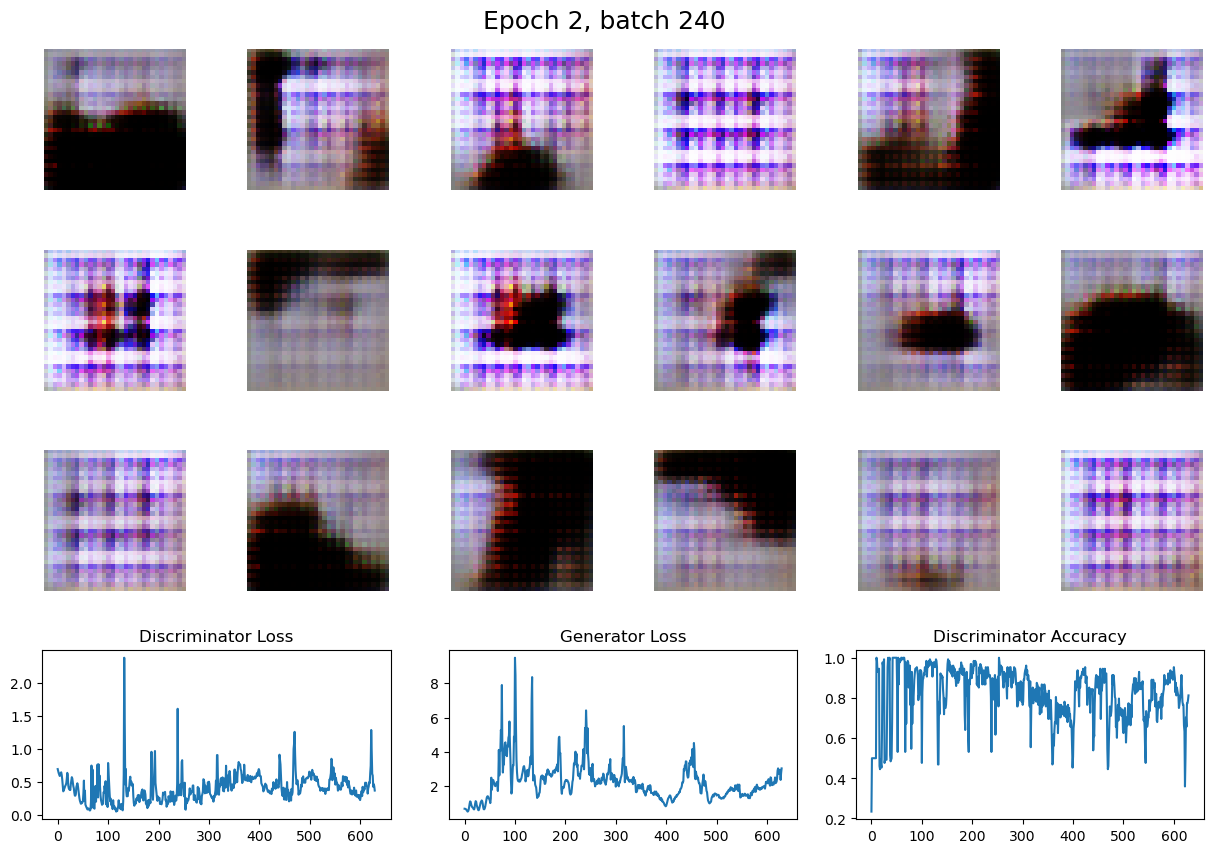 Epoch 2, batch 240
Discriminator Loss
Generator Loss
Discriminator Accuracy
2.0
1.5
1.0
0.5
0.0
0 100 200 300 400 500 600
8
6
4
2
0 100 200 300 400 500 600
1.0
0.8
0.6
0.4
0.2
0 100 200 300 400 500 600